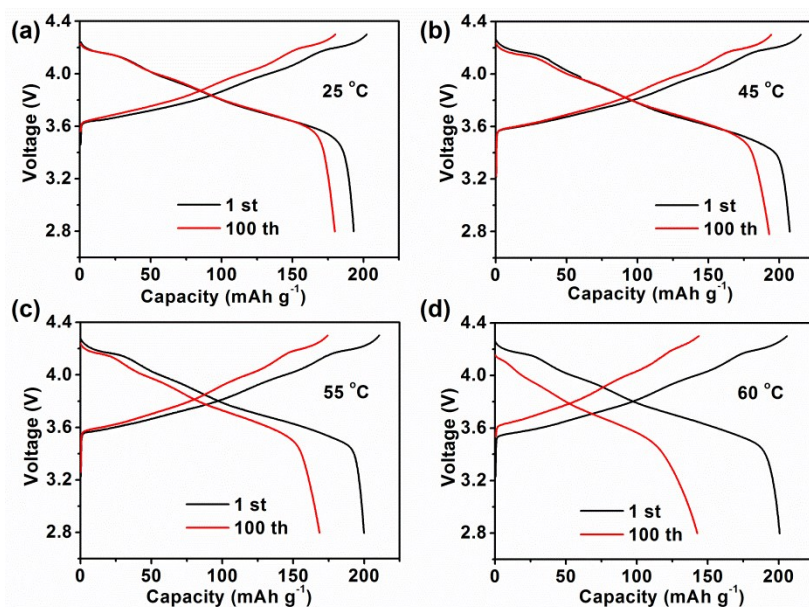 (a)
4.4
4.0
3.6
3.2
2.8
Voltage (V)
25 °C
1 st
100 th
0 50 100 150 200
Capacity (mAh g⁻¹)
(b)
4.4
4.0
3.6
3.2
2.8
Voltage (V)
45 °C
1 st
100 th
0 50 100 150 200
Capacity (mAh g⁻¹)
(c)
4.4
4.0
3.6
3.2
2.8
Voltage (V)
55 °C
1 st
100 th
0 50 100 150 200
Capacity (mAh g⁻¹)
(d)
4.4
4.0
3.6
3.2
2.8
Voltage (V)
60 °C
1 st
100 th
0 50 100 150 200
Capacity (mAh g⁻¹)